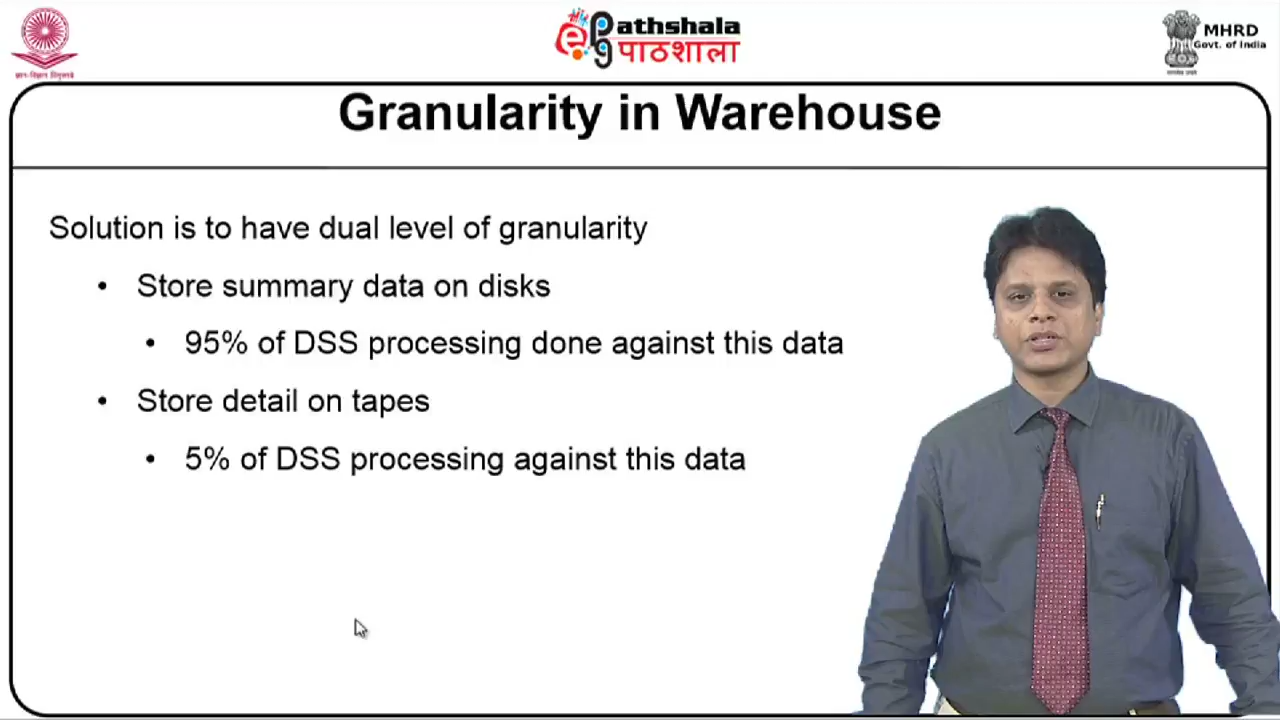 ePathshala
पाठशाला
MHRD
Govt. of India
Granularity in Warehouse
Solution is to have dual level of granularity
• Store summary data on disks
• 95% of DSS processing done against this data
• Store detail on tapes
• 5% of DSS processing against this data